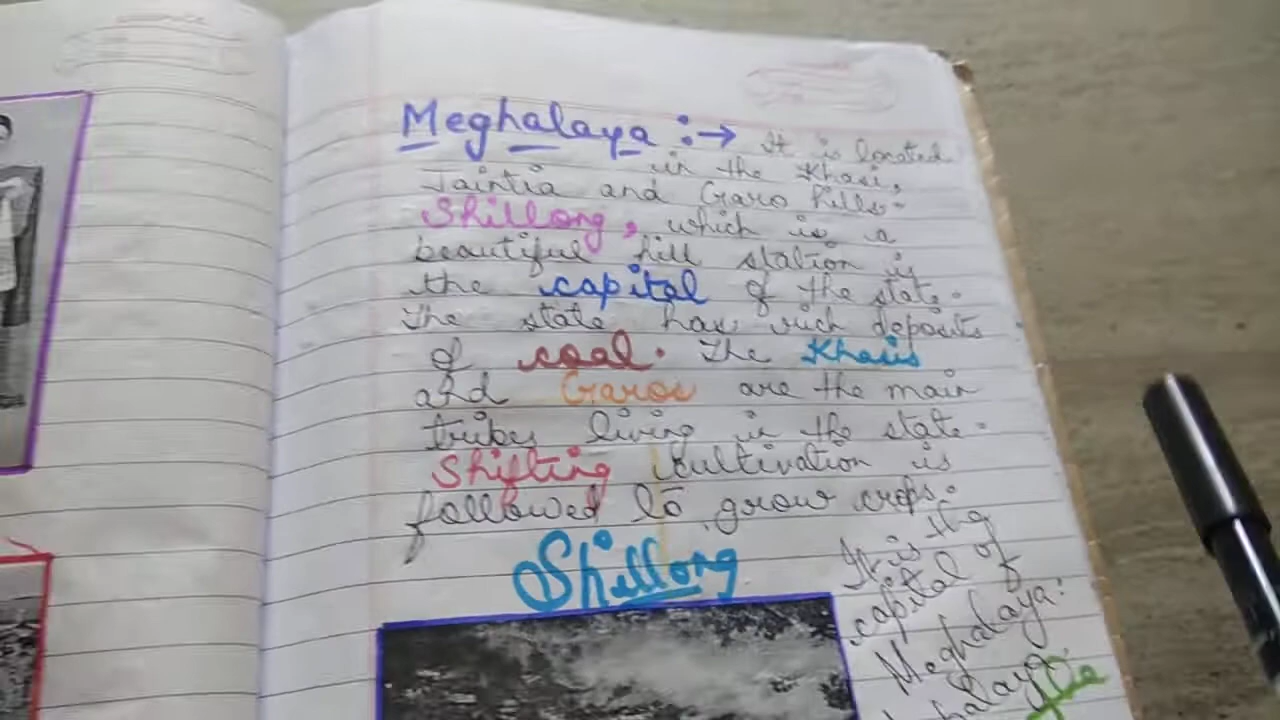 Meghalaya :→ It is located
in the Khasi,
Jaintia and Garo hills.
Shillong, which is a
beautiful hill station is
the capital of the state.
The state has rich deposits
of coal. The Khasis
and Garos are the main
tribes living in the state.
Shifting cultivation is
followed to grow crops.
Shillong
It is the
capital of
Meghalaya.